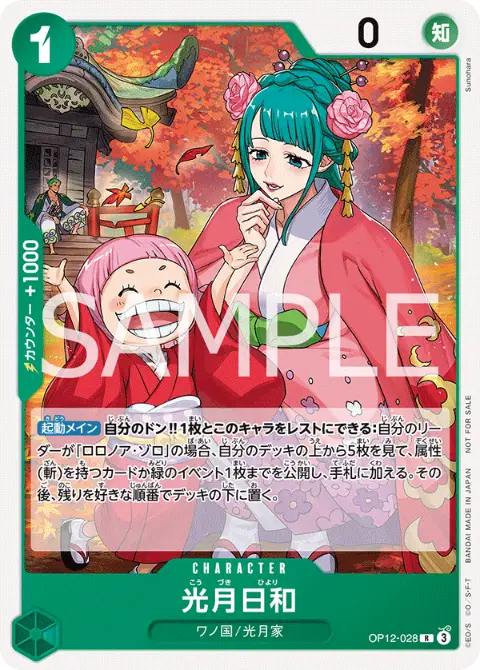 1
0
知
Sunohara
カウンター +1000
SAMPLE
起動メイン 自分のドン!!1枚とこのキャラをレストにできる:自分のリー
ダーが「ロロノア・ゾロ」の場合、自分のデッキの上から5枚を見て、属性
(斬)を持つカードか緑のイベント1枚までを公開し、手札に加える。その
後、残りを好きな順番でデッキの下に置く。
CHARACTER
こうづきひより
光月日和
ワノ国/光月家
OP12-028 R 3
©E/S ©O/S・F・T BANDAI MADE IN JAPAN NOT FOR SALE